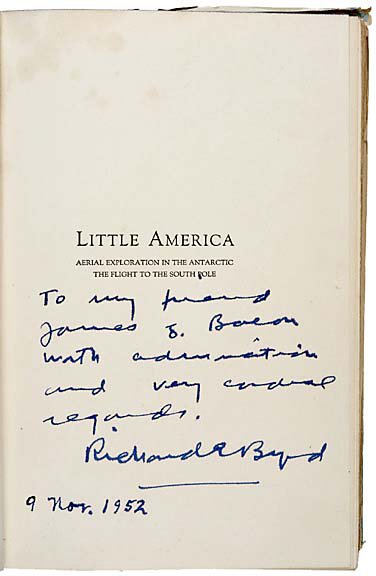 LITTLE AMERICA
AERIAL EXPLORATION IN THE ANTARCTIC
THE FLIGHT TO THE SOUTH POLE
To my friend
James S. Bacon
with admiration
and very cordial
regards.
Richard E Byrd
9 Nov. 1952